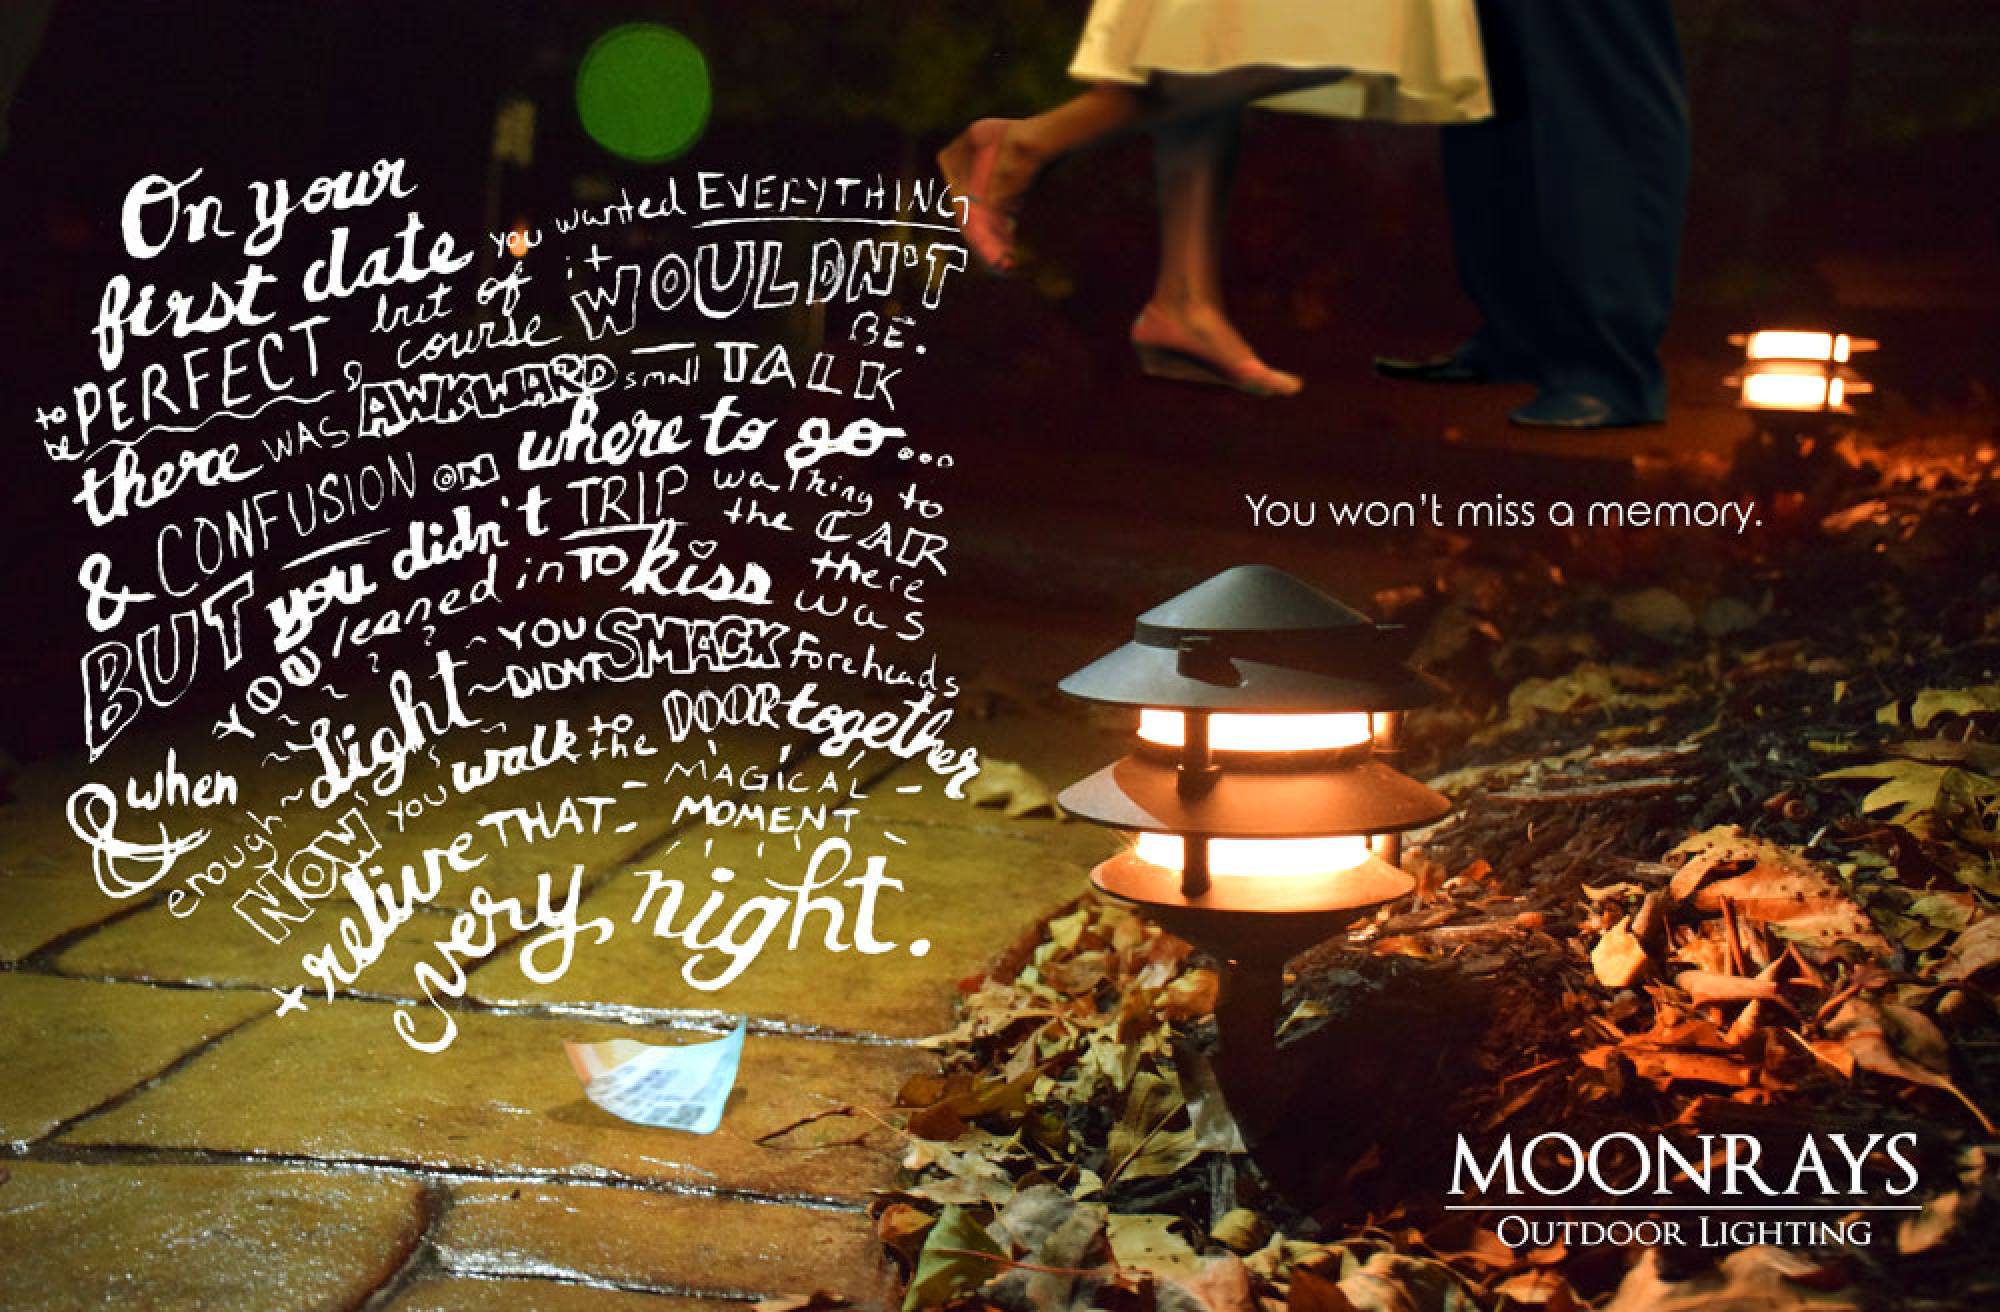 On your
first date you wanted EVERYTHING
to be PERFECT, but of course it WOULDN'T BE.
there WAS AWKWARD small TALK
& CONFUSION ON where to go...
BUT you didn't TRIP walking to the CAR
& when YOU leaned in TO kiss there was
enough ~Light~ YOU DIDN'T SMACK foreheads
NOW YOU walk to the DOOR together
+ relive THAT MAGICAL MOMENT
every night.
You won't miss a memory.
MOONRAYS
OUTDOOR LIGHTING